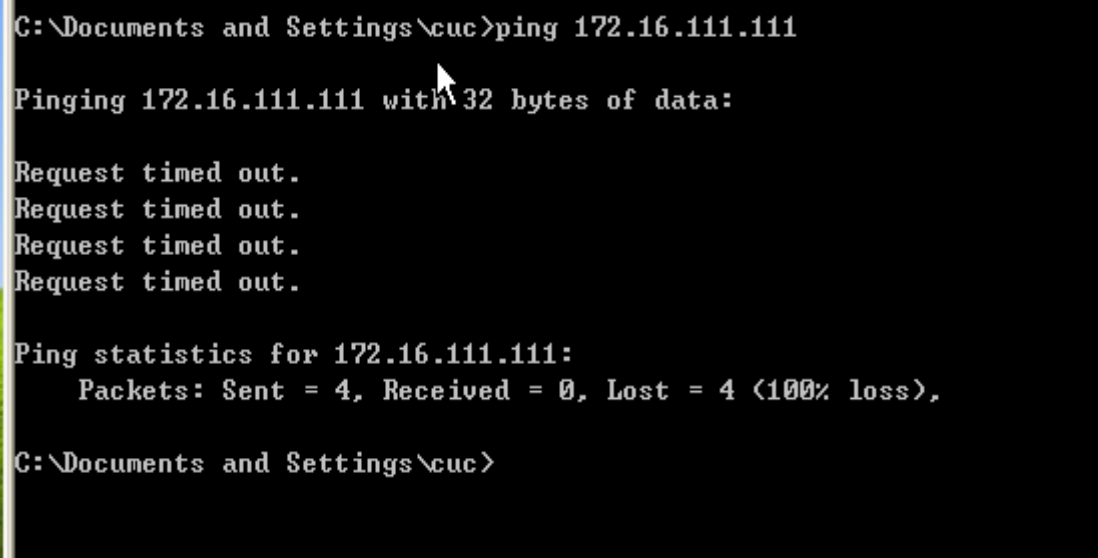 C:\Documents and Settings\cuc>ping 172.16.111.111
Pinging 172.16.111.111 with 32 bytes of data:
Request timed out.
Request timed out.
Request timed out.
Request timed out.
Ping statistics for 172.16.111.111:
    Packets: Sent = 4, Received = 0, Lost = 4 (100% loss),
C:\Documents and Settings\cuc>